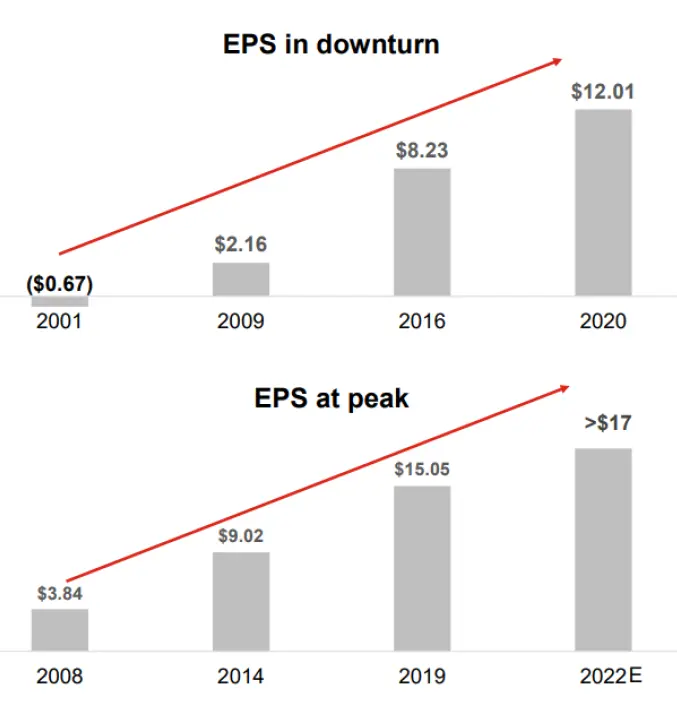 EPS in downturn
$12.01
$8.23
$2.16
($0.67)
2001 2009 2016 2020
EPS at peak
>$17
$15.05
$9.02
$3.84
2008 2014 2019 2022E